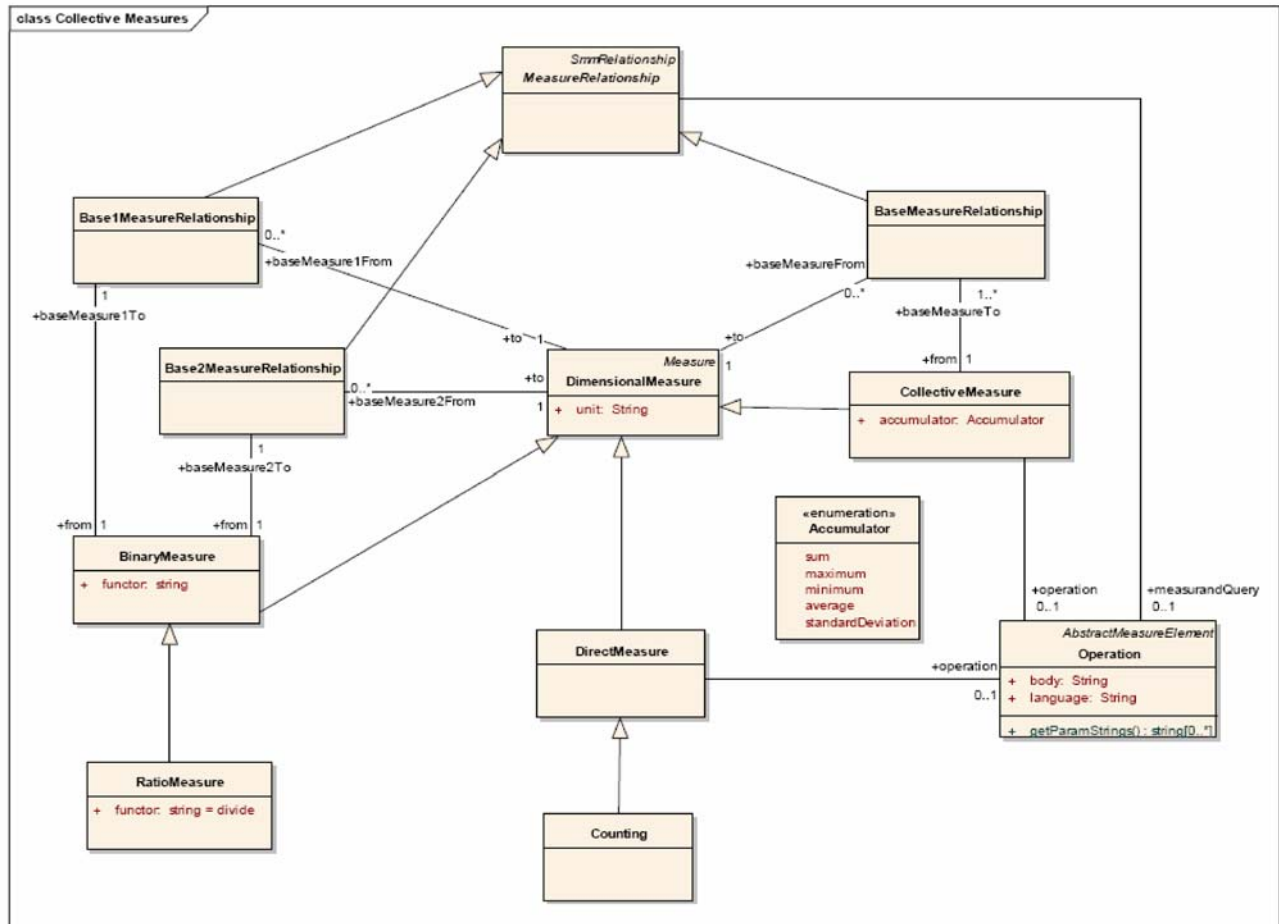 class Collective Measures
SmmRelationship
MeasureRelationship
Base1MeasureRelationship
BaseMeasureRelationship
0..*
+baseMeasure1From
+baseMeasureFrom
0..*
1
+baseMeasure1To
1..*
+baseMeasureTo
+to
1
+to
1
+from
1
Base2MeasureRelationship
0..*
+baseMeasure2From
+to
1
Measure
DimensionalMeasure
+ unit: String
CollectiveMeasure
+ accumulator: Accumulator
1
+baseMeasure2To
+from
1
+from
1
BinaryMeasure
+ functor: string
«enumeration»
Accumulator
sum
maximum
minimum
average
standardDeviation
+operation
0..1
+measurandQuery
0..1
DirectMeasure
+operation
0..1
AbstractMeasureElement
Operation
+ body: String
+ language: String
+ getParamStrings() : string[0..*]
RatioMeasure
+ functor: string = divide
Counting